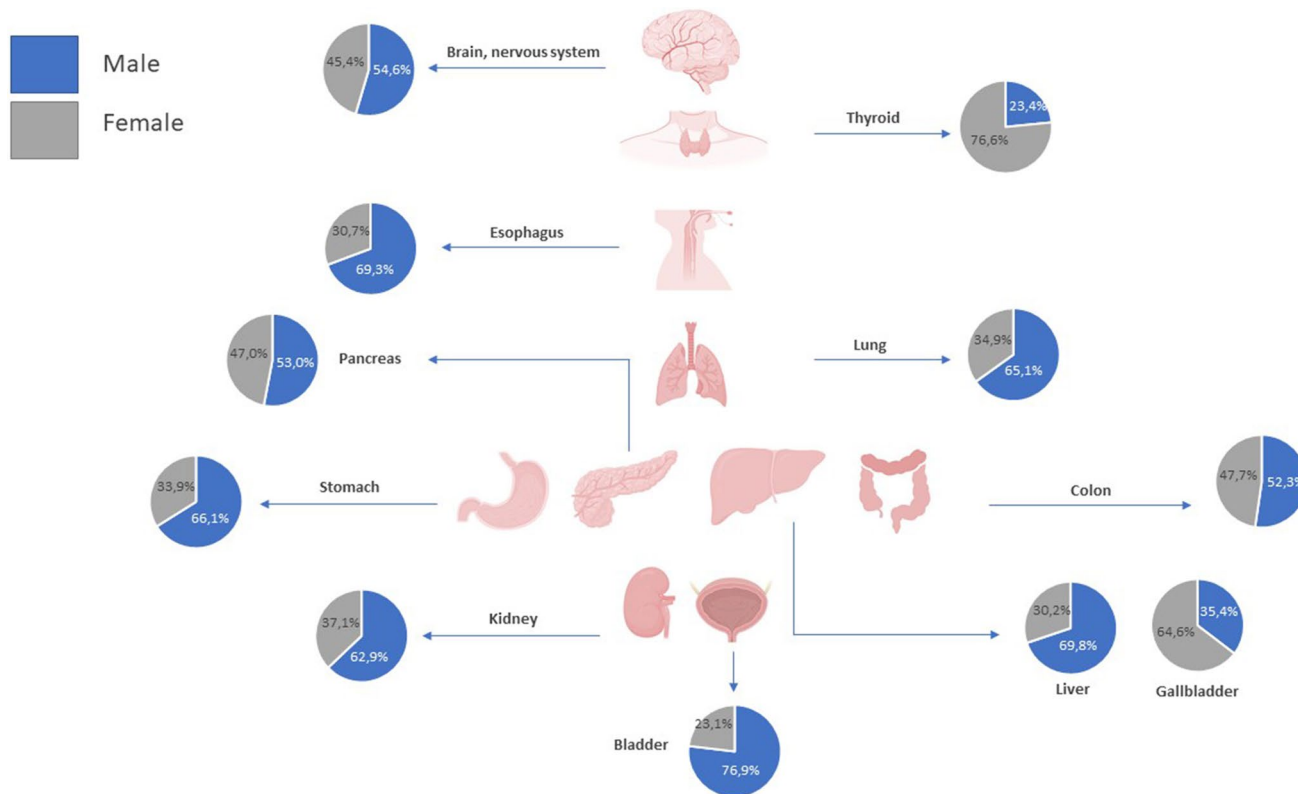 Male
Female
Brain, nervous system
45,4%
54,6%
Thyroid
23,4%
76,6%
Esophagus
30,7%
69,3%
Pancreas
47,0%
53,0%
Lung
34,9%
65,1%
Stomach
33,9%
66,1%
Colon
47,7%
52,3%
Kidney
37,1%
62,9%
30,2%
69,8%
Liver
35,4%
64,6%
Gallbladder
Bladder
23,1%
76,9%